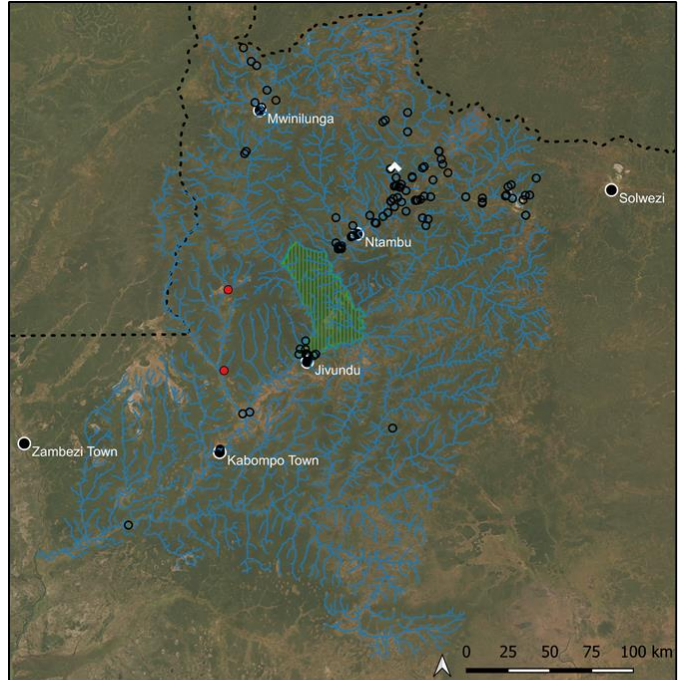 Mwinilunga
Solwezi
Ntambu
Jivundu
Zambezi Town
Kabompo Town
0 25 50 75 100 km